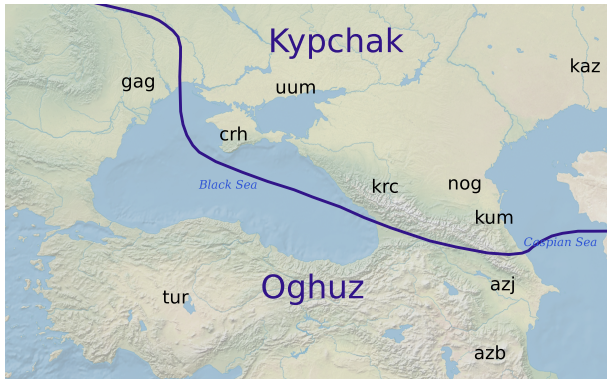 Kypchak
kaz
gag
uum
crh
Black Sea
krc
nog
kum
Caspian Sea
Oghuz
azj
tur
azb